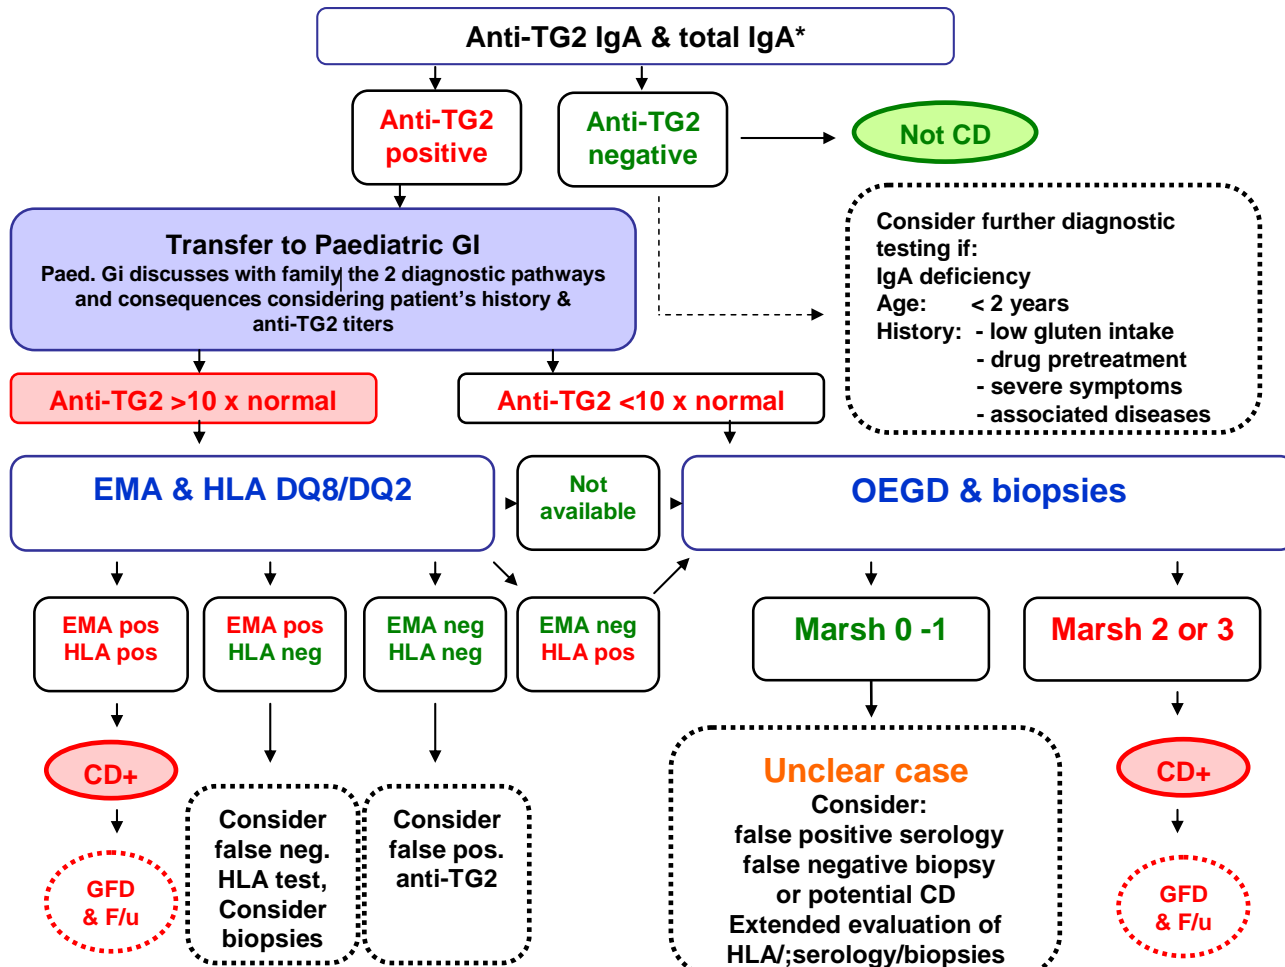 Anti-TG2 IgA & total IgA*
Anti-TG2
positive
Anti-TG2
negative
Not CD
Transfer to Paediatric GI
Paed. Gi discusses with family the 2 diagnostic pathways
and consequences considering patient's history &
anti-TG2 titers
Consider further diagnostic
testing if:
IgA deficiency
Age: < 2 years
History: - low gluten intake
- drug pretreatment
- severe symptoms
- associated diseases
Anti-TG2 >10 x normal
Anti-TG2 <10 x normal
EMA & HLA DQ8/DQ2
Not
available
OEGD & biopsies
EMA pos
HLA pos
EMA pos
HLA neg
EMA neg
HLA neg
EMA neg
HLA pos
Marsh 0 -1
Marsh 2 or 3
CD+
GFD
& F/u
Consider
false neg.
HLA test,
Consider
biopsies
Consider
false pos.
anti-TG2
Unclear case
Consider:
false positive serology
false negative biopsy
or potential CD
Extended evaluation of
HLA/;serology/biopsies
CD+
GFD
& F/u